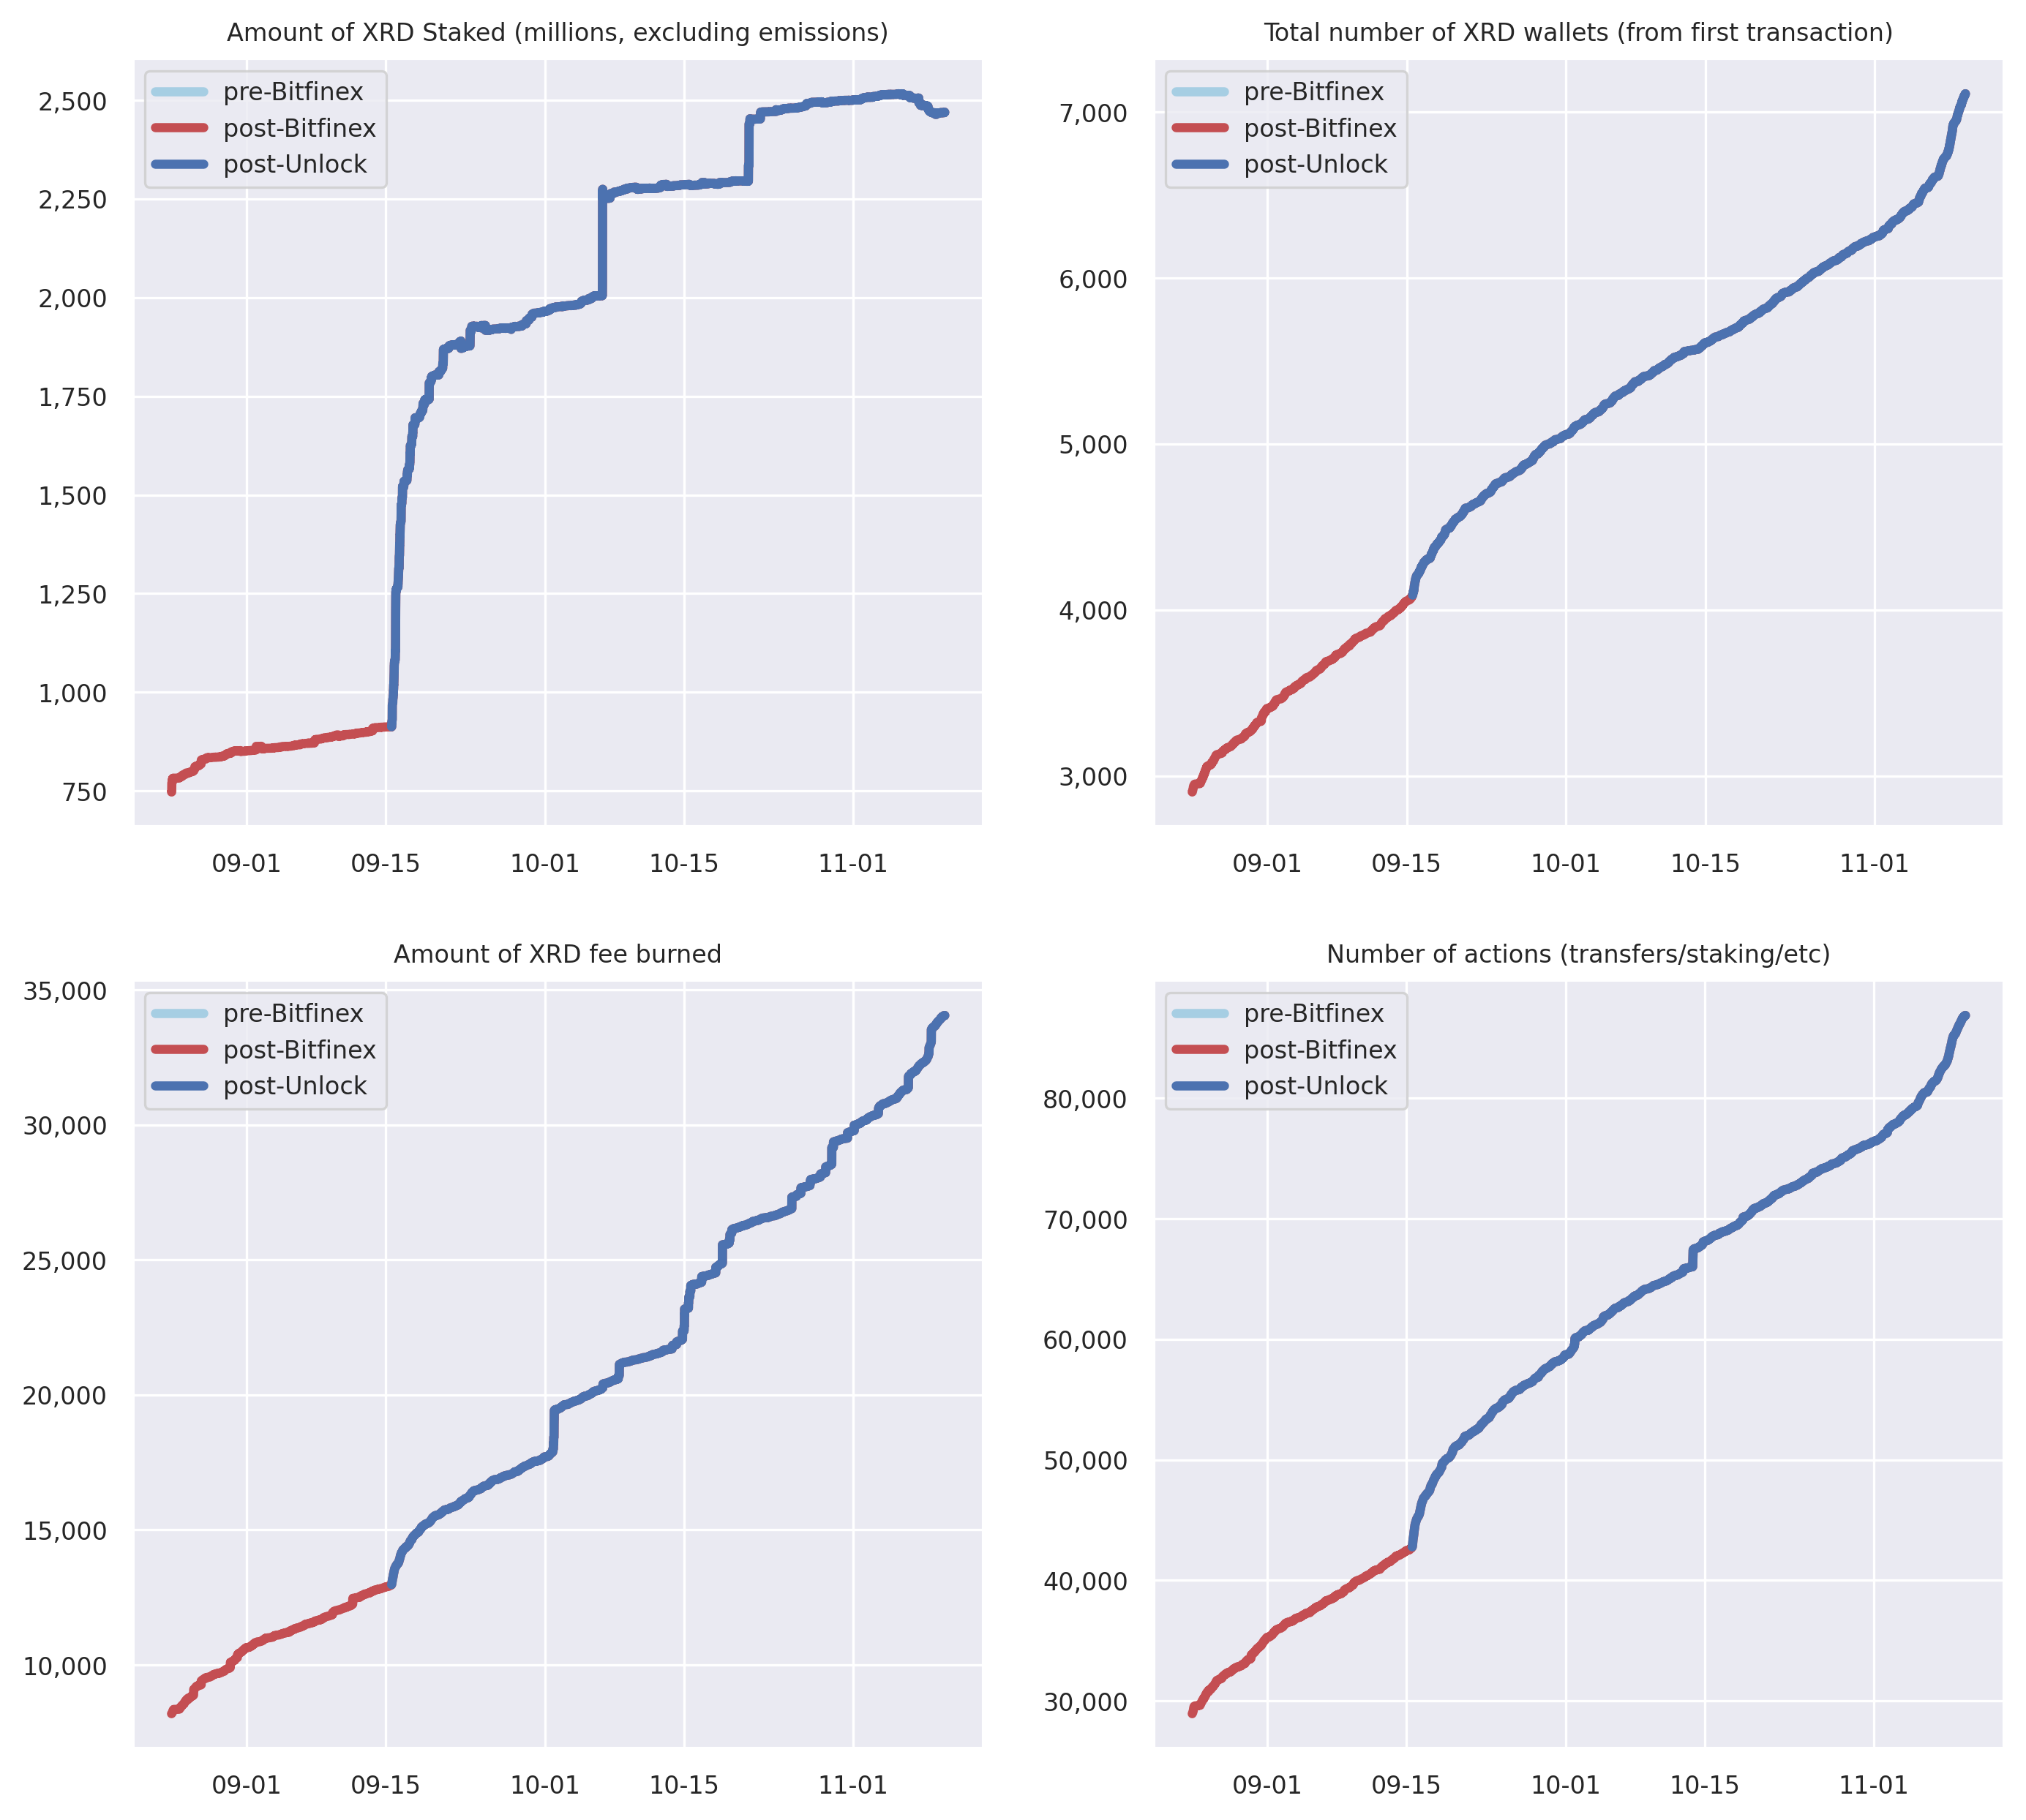 Amount of XRD Staked (millions, excluding emissions)
pre-Bitfinex
post-Bitfinex
post-Unlock
2,500
2,250
2,000
1,750
1,500
1,250
1,000
750
09-01 09-15 10-01 10-15 11-01
Total number of XRD wallets (from first transaction)
pre-Bitfinex
post-Bitfinex
post-Unlock
7,000
6,000
5,000
4,000
3,000
09-01 09-15 10-01 10-15 11-01
Amount of XRD fee burned
pre-Bitfinex
post-Bitfinex
post-Unlock
35,000
30,000
25,000
20,000
15,000
10,000
09-01 09-15 10-01 10-15 11-01
Number of actions (transfers/staking/etc)
pre-Bitfinex
post-Bitfinex
post-Unlock
80,000
70,000
60,000
50,000
40,000
30,000
09-01 09-15 10-01 10-15 11-01